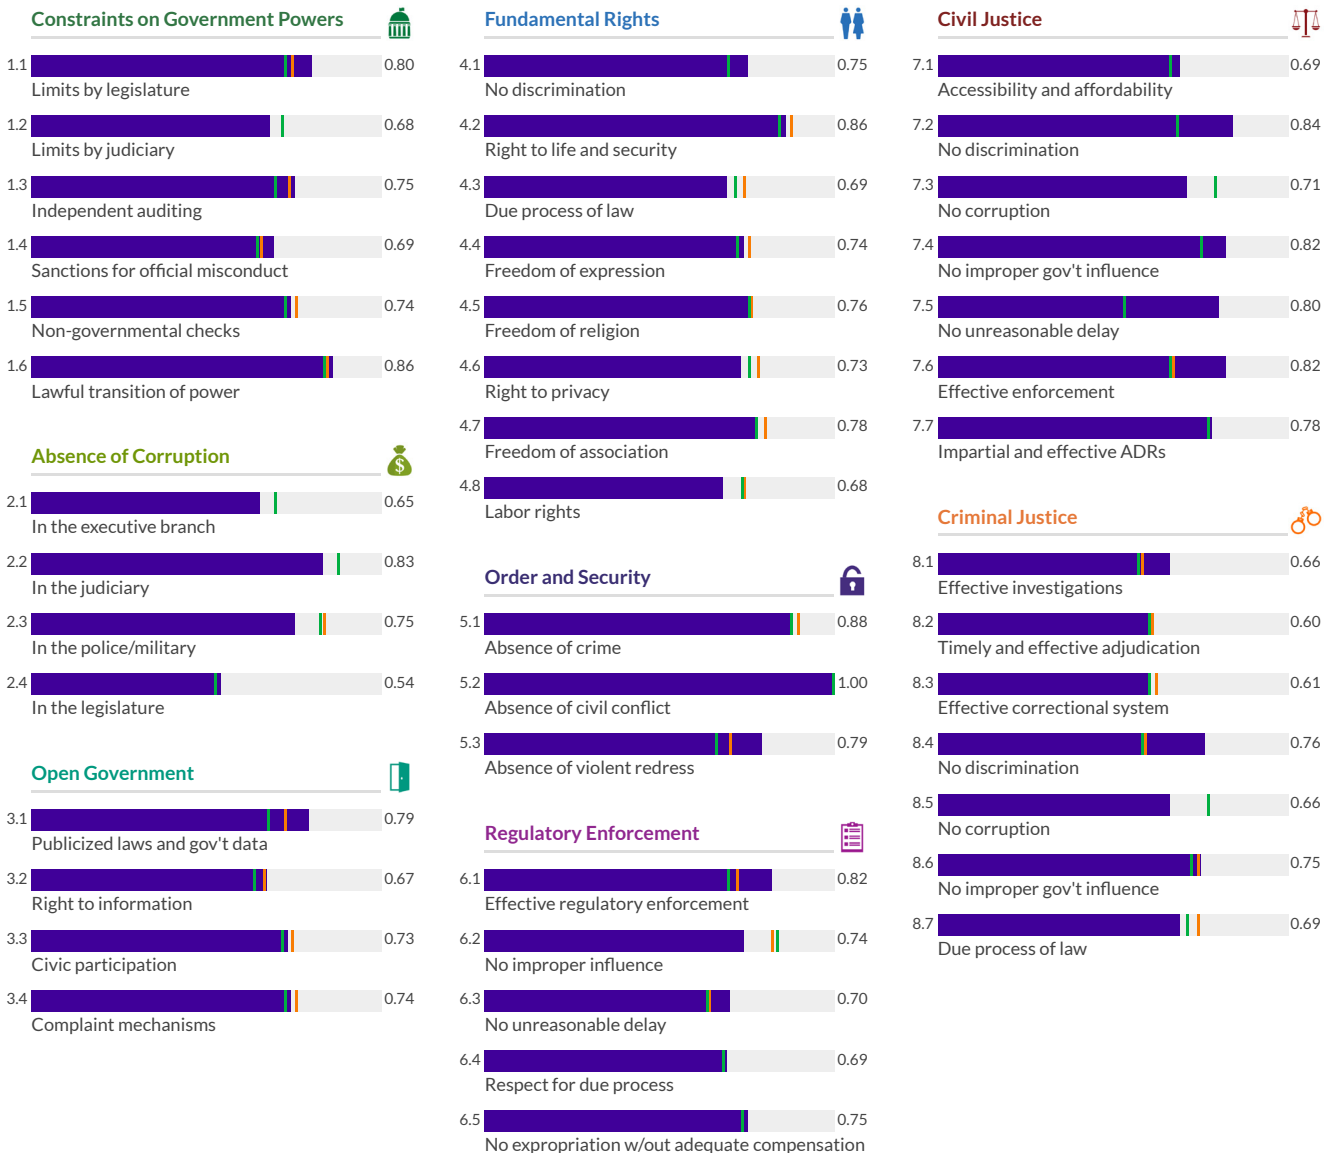 Constraints on Government Powers
1.1 0.80
Limits by legislature
1.2 0.68
Limits by judiciary
1.3 0.75
Independent auditing
1.4 0.69
Sanctions for official misconduct
1.5 0.74
Non-governmental checks
1.6 0.86
Lawful transition of power
Absence of Corruption
$
2.1 0.65
In the executive branch
2.2 0.83
In the judiciary
2.3 0.75
In the police/military
2.4 0.54
In the legislature
Open Government
3.1 0.79
Publicized laws and gov't data
3.2 0.67
Right to information
3.3 0.73
Civic participation
3.4 0.74
Complaint mechanisms
Fundamental Rights
4.1 0.75
No discrimination
4.2 0.86
Right to life and security
4.3 0.69
Due process of law
4.4 0.74
Freedom of expression
4.5 0.76
Freedom of religion
4.6 0.73
Right to privacy
4.7 0.78
Freedom of association
4.8 0.68
Labor rights
Order and Security
5.1 0.88
Absence of crime
5.2 1.00
Absence of civil conflict
5.3 0.79
Absence of violent redress
Regulatory Enforcement
6.1 0.82
Effective regulatory enforcement
6.2 0.74
No improper influence
6.3 0.70
No unreasonable delay
6.4 0.69
Respect for due process
6.5 0.75
No expropriation w/out adequate compensation
Civil Justice
7.1 0.69
Accessibility and affordability
7.2 0.84
No discrimination
7.3 0.71
No corruption
7.4 0.82
No improper gov't influence
7.5 0.80
No unreasonable delay
7.6 0.82
Effective enforcement
7.7 0.78
Impartial and effective ADRs
Criminal Justice
8.1 0.66
Effective investigations
8.2 0.60
Timely and effective adjudication
8.3 0.61
Effective correctional system
8.4 0.76
No discrimination
8.5 0.66
No corruption
8.6 0.75
No improper gov't influence
8.7 0.69
Due process of law